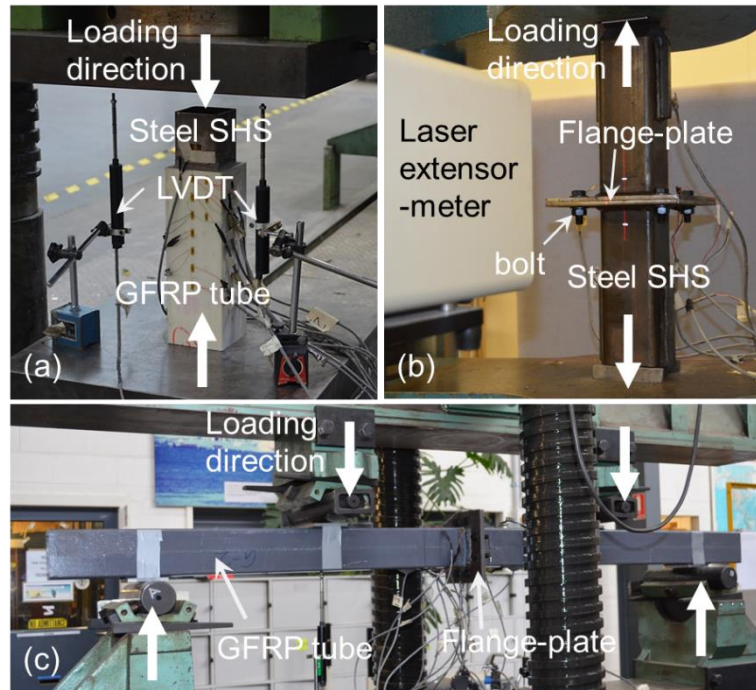 Loading
direction
Steel SHS
LVDT
GFRP tube
(a)
Loading
direction
Flange-plate
Laser
extensor
-meter
bolt
Steel SHS
(b)
Loading
direction
GFRP tube
Flange-plate
(c)